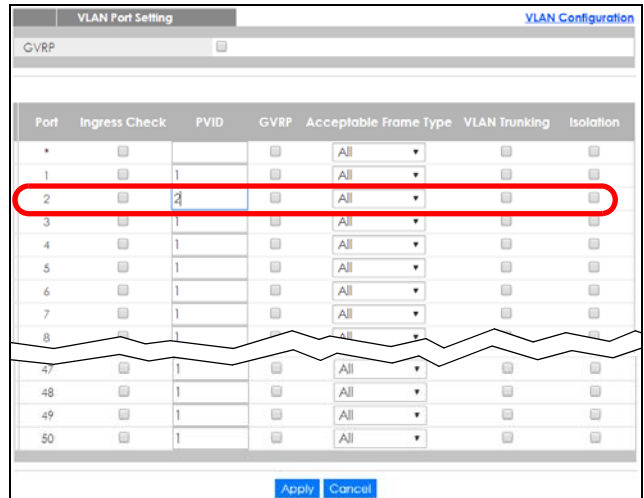 VLAN Port Setting VLAN Configuration
GVRP
Port Ingress Check PVID GVRP Acceptable Frame Type VLAN Trunking Isolation
* All
1 1 All
2 2 All
3 1 All
4 1 All
5 1 All
6 1 All
7 1 All
8 1 All
47 1 All
48 1 All
49 1 All
50 1 All
Apply Cancel